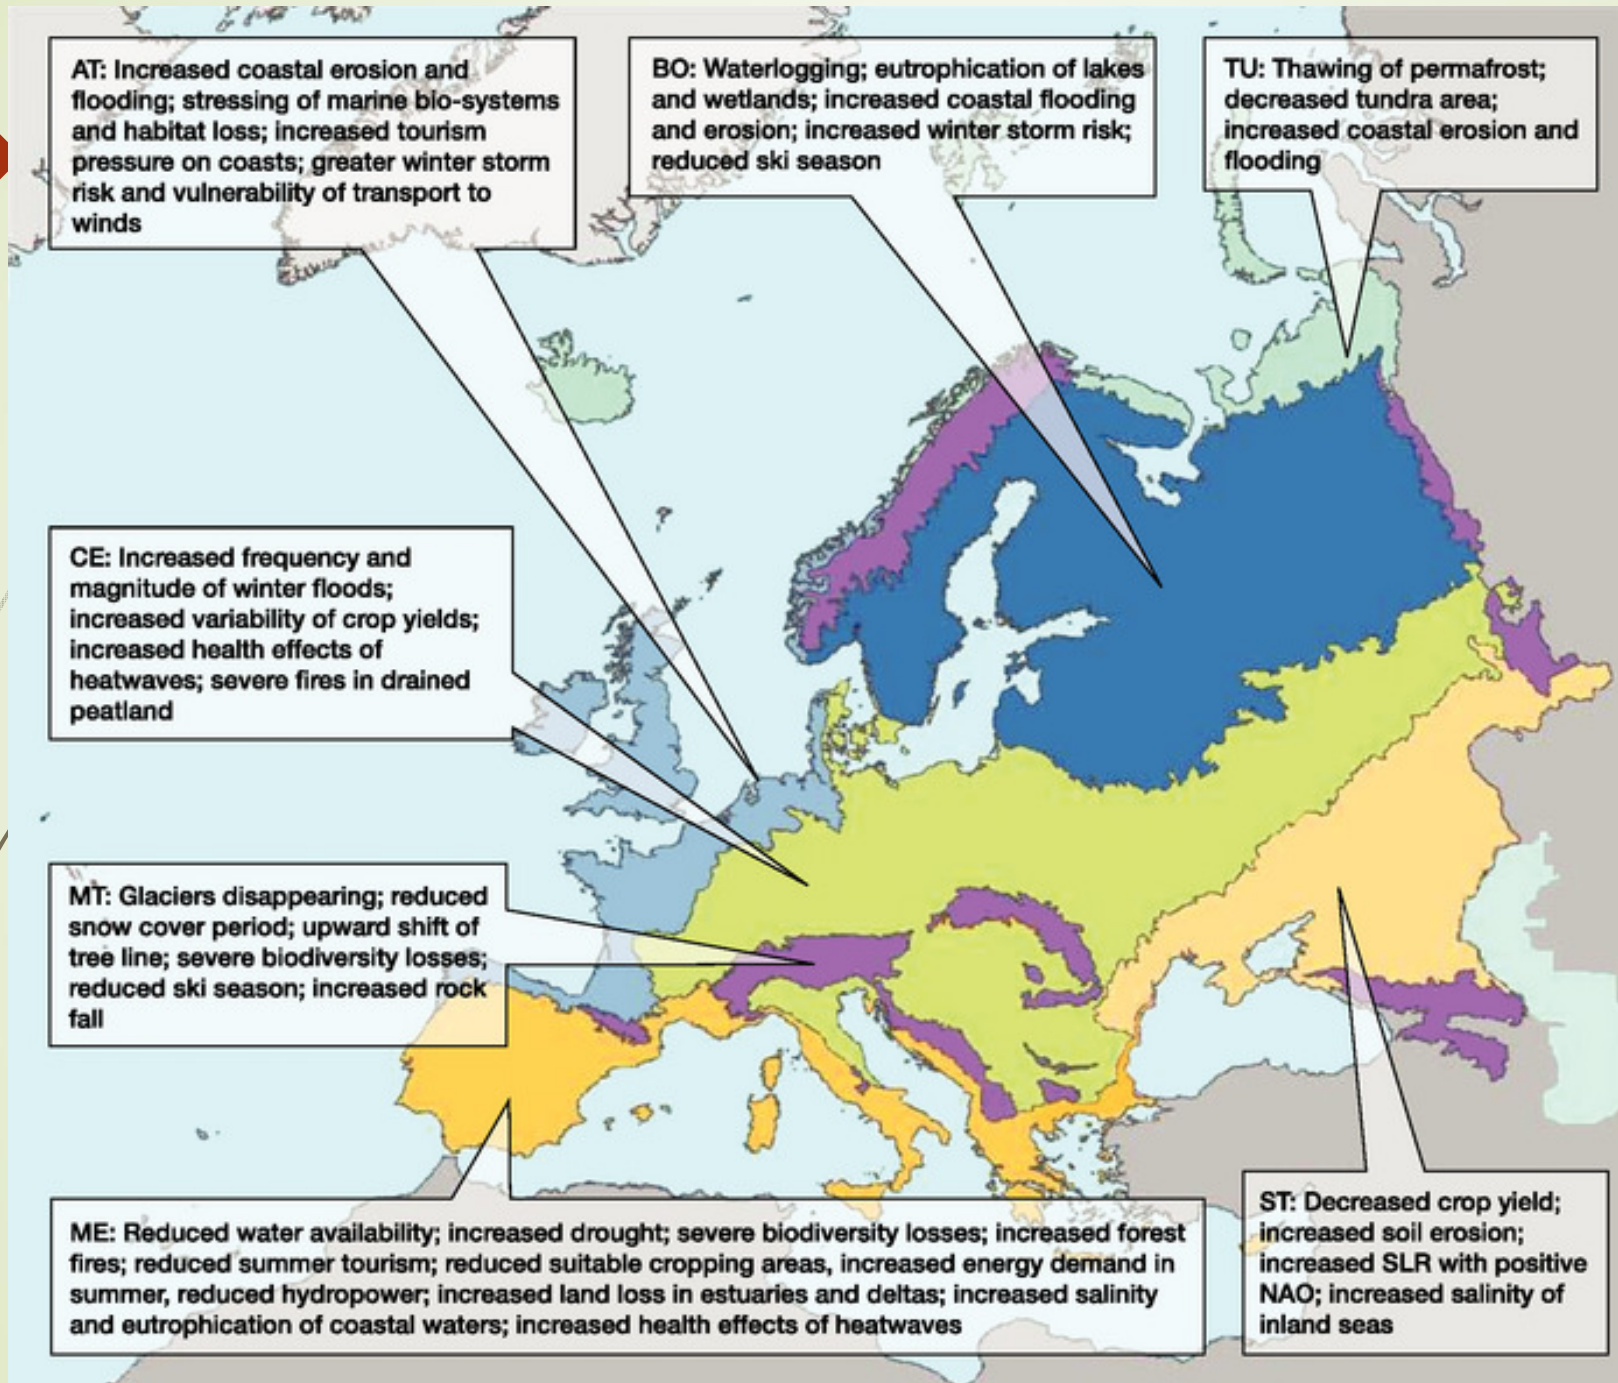 AT: Increased coastal erosion and
flooding; stressing of marine bio-systems
and habitat loss; increased tourism
pressure on coasts; greater winter storm
risk and vulnerability of transport to
winds
BO: Waterlogging; eutrophication of lakes
and wetlands; increased coastal flooding
and erosion; increased winter storm risk;
reduced ski season
TU: Thawing of permafrost;
decreased tundra area;
increased coastal erosion and
flooding
CE: Increased frequency and
magnitude of winter floods;
increased variability of crop yields;
increased health effects of
heatwaves; severe fires in drained
peatland
MT: Glaciers disappearing; reduced
snow cover period; upward shift of
tree line; severe biodiversity losses;
reduced ski season; increased rock
fall
ME: Reduced water availability; increased drought; severe biodiversity losses; increased forest
fires; reduced summer tourism; reduced suitable cropping areas, increased energy demand in
summer, reduced hydropower; increased land loss in estuaries and deltas; increased salinity
and eutrophication of coastal waters; increased health effects of heatwaves
ST: Decreased crop yield;
increased soil erosion;
increased SLR with positive
NAO; increased salinity of
inland seas